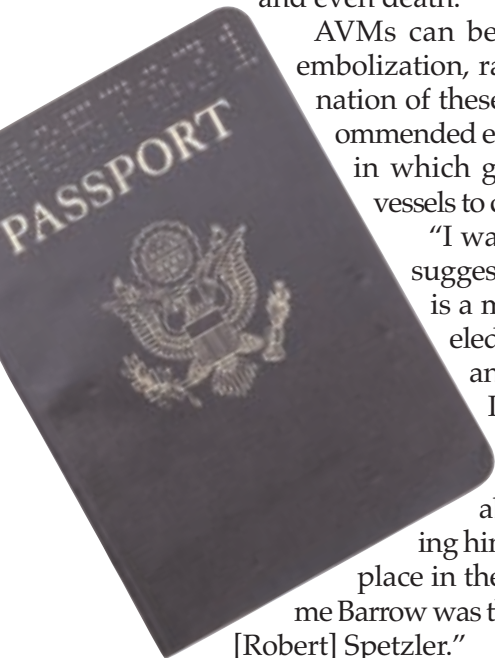 and even death.
AVMs can be
embolization, ra
nation of these
ommended e
in which g
vessels to
"I wa
sugges
is a m
eled
an
a
ing hin
place in the
me Barrow was t
[Robert] Spetzler."
PASSPORT